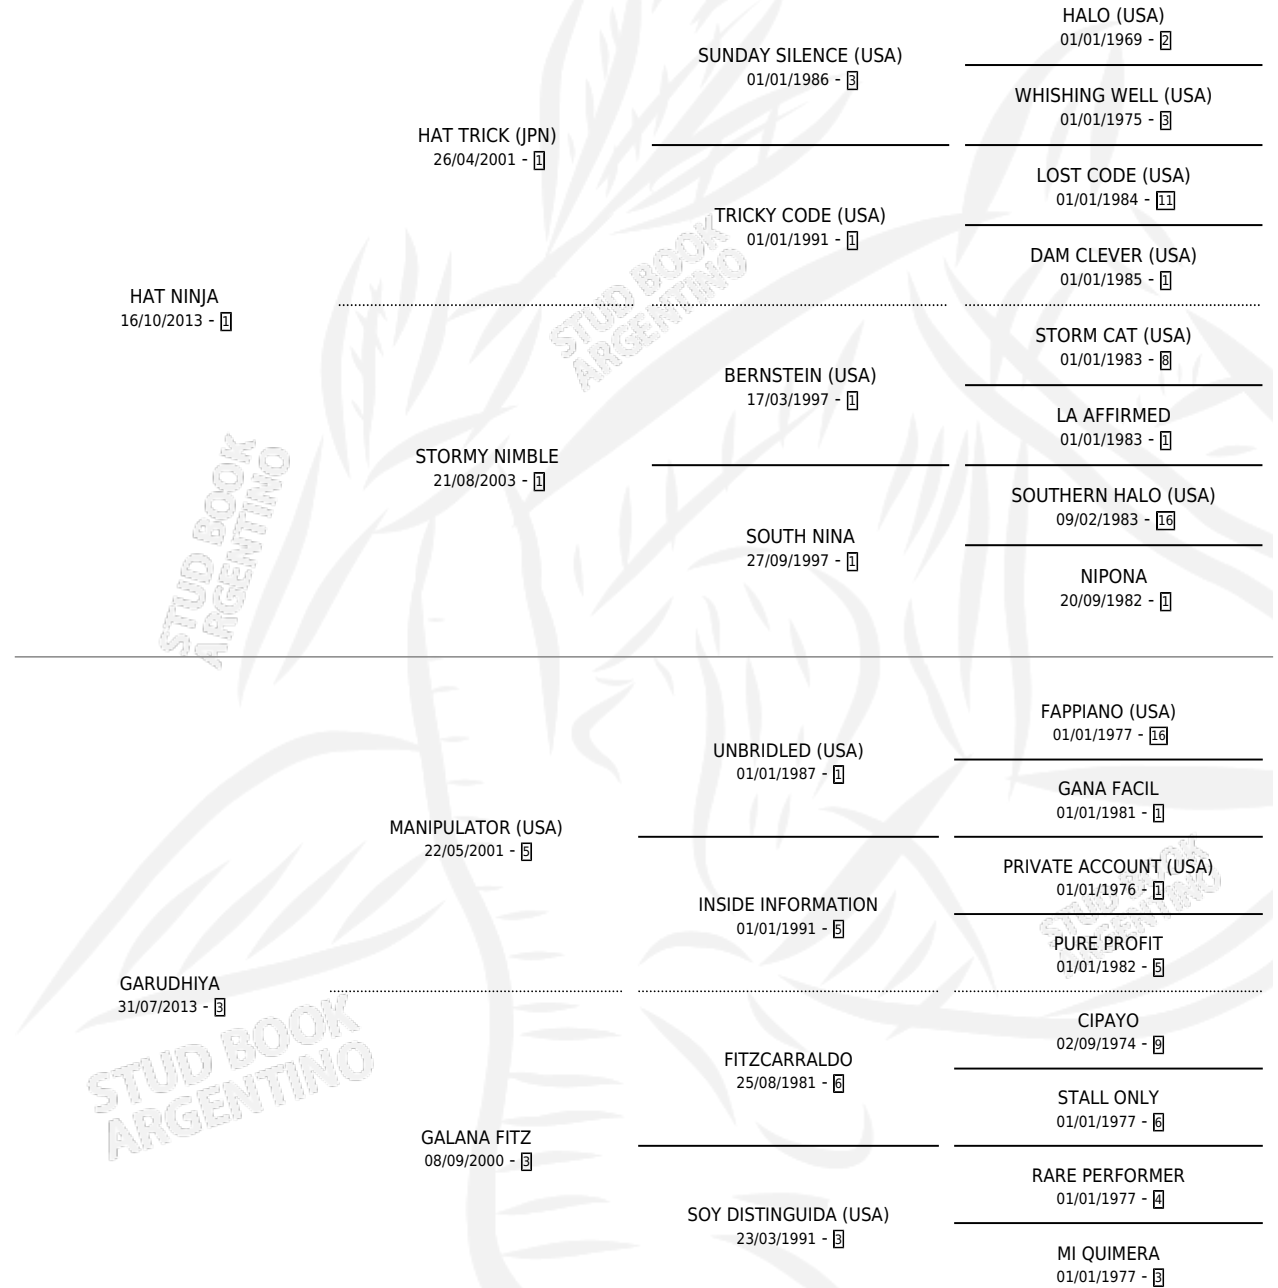 HALO (USA)
01/01/1969 - 2
SUNDAY SILENCE (USA)
01/01/1986 - 3
WHISHING WELL (USA)
01/01/1975 - 3
HAT TRICK (JPN)
26/04/2001 - 1
LOST CODE (USA)
01/01/1984 - 11
TRICKY CODE (USA)
01/01/1991 - 1
DAM CLEVER (USA)
01/01/1985 - 1
HAT NINJA
16/10/2013 - 1
STORM CAT (USA)
01/01/1983 - 8
BERNSTEIN (USA)
17/03/1997 - 1
LA AFFIRMED
01/01/1983 - 1
STORMY NIMBLE
21/08/2003 - 1
SOUTHERN HALO (USA)
09/02/1983 - 16
SOUTH NINA
27/09/1997 - 1
NIPONA
20/09/1982 - 1
FAPPIANO (USA)
01/01/1977 - 16
UNBRIDLED (USA)
01/01/1987 - 1
GANA FACIL
01/01/1981 - 1
MANIPULATOR (USA)
22/05/2001 - 5
PRIVATE ACCOUNT (USA)
01/01/1976 - 1
INSIDE INFORMATION
01/01/1991 - 5
PURE PROFIT
01/01/1982 - 5
GARUDHIYA
31/07/2013 - 3
CIPAYO
02/09/1974 - 9
FITZCARRALDO
25/08/1981 - 6
STALL ONLY
01/01/1977 - 6
GALANA FITZ
08/09/2000 - 3
RARE PERFORMER
01/01/1977 - 4
SOY DISTINGUIDA (USA)
23/03/1991 - 3
MI QUIMERA
01/01/1977 - 3
STUD BOOK
ARGENTINO
STUD BOOK
ARGENTINO
STUD BOOK
ARGENTINO
STUD BOOK
ARGENTINO